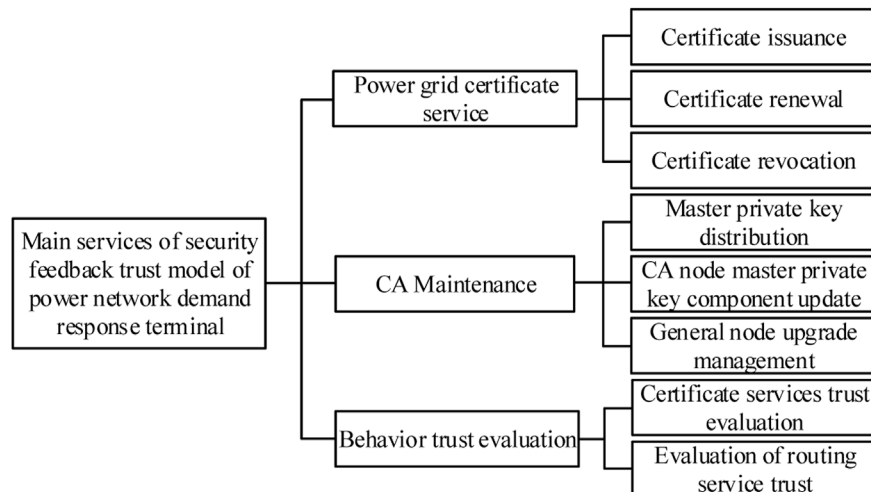 Main services of security
feedback trust model of
power network demand
response terminal
Power grid certificate
service
Certificate issuance
Certificate renewal
Certificate revocation
CA Maintenance
Master private key
distribution
CA node master private
key component update
General node upgrade
management
Behavior trust evaluation
Certificate services trust
evaluation
Evaluation of routing
service trust